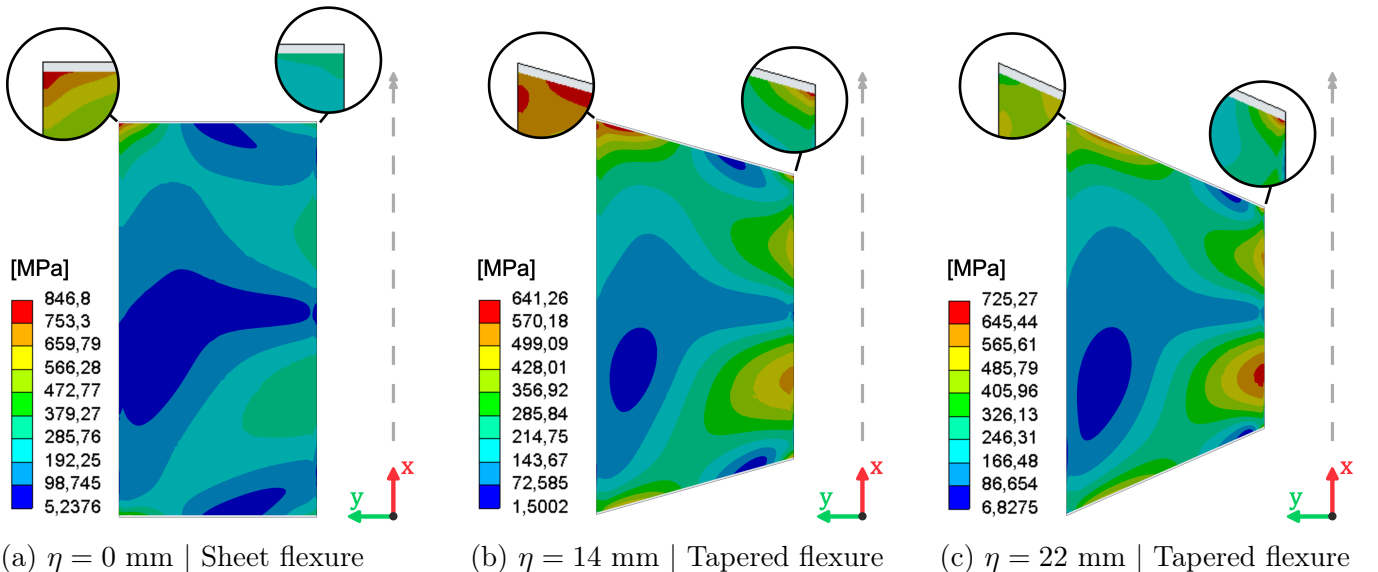 [MPa]
846,8
753,3
659,79
566,28
472,77
379,27
285,76
192,25
98,745
5,2376
x
y
(a) η = 0 mm | Sheet flexure
[MPa]
641,26
570,18
499,09
428,01
356,92
285,84
214,75
143,67
72,585
1,5002
x
y
(b) η = 14 mm | Tapered flexure
[MPa]
725,27
645,44
565,61
485,79
405,96
326,13
246,31
166,48
86,654
6,8275
x
y
(c) η = 22 mm | Tapered flexure